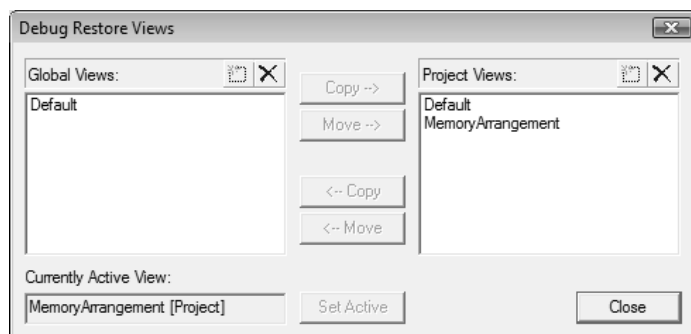 Debug Restore Views
Global Views:
Default
Copy -->
Move -->
<-- Copy
<-- Move
Project Views:
Default
MemoryArrangement
Currently Active View:
MemoryArrangement [Project]
Set Active
Close